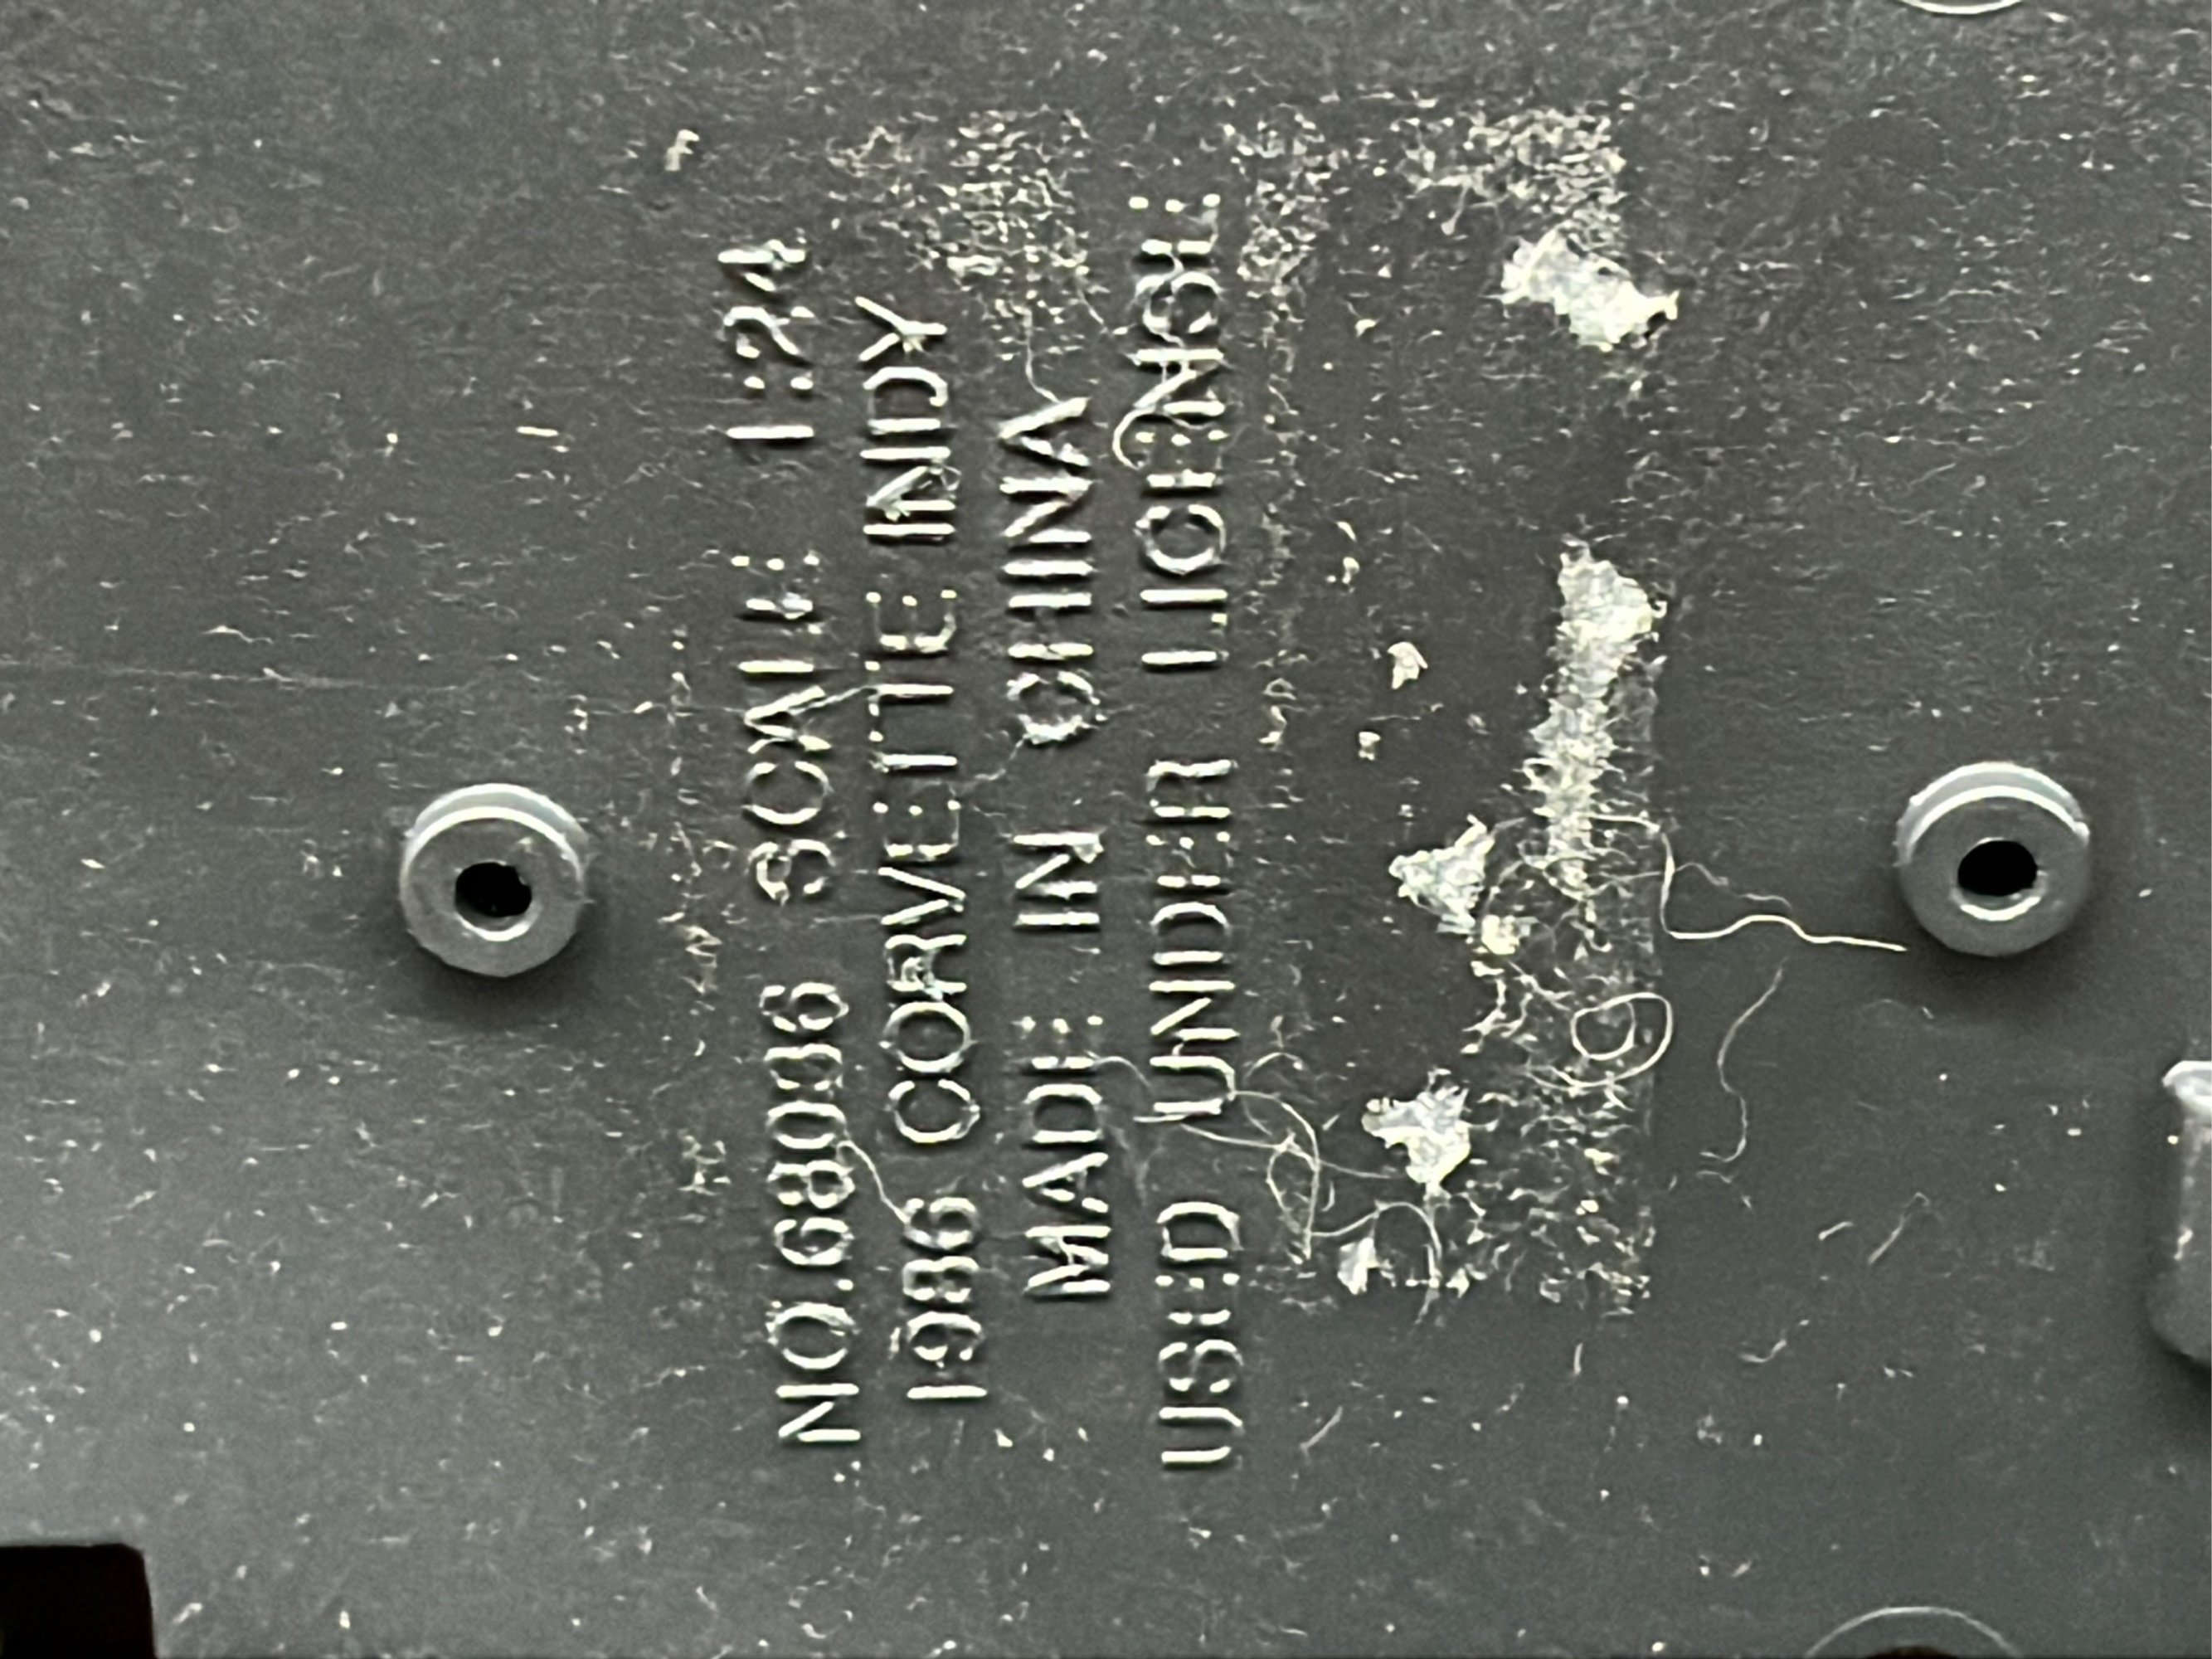 NO.68036 SCALE 1:24
1986 CORVETTE INDY
MADE IN CHINA
USED UNDER LICENSE